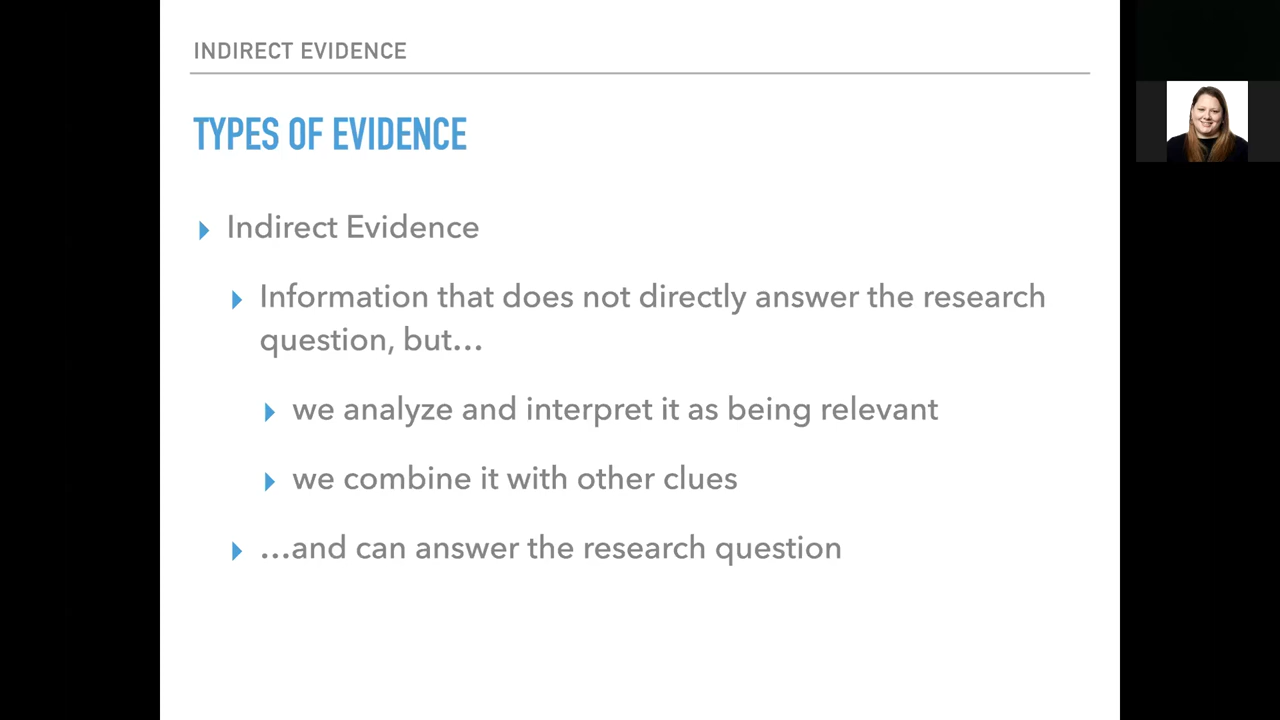 INDIRECT EVIDENCE
TYPES OF EVIDENCE
Indirect Evidence
Information that does not directly answer the research
question, but…
we analyze and interpret it as being relevant
we combine it with other clues
…and can answer the research question